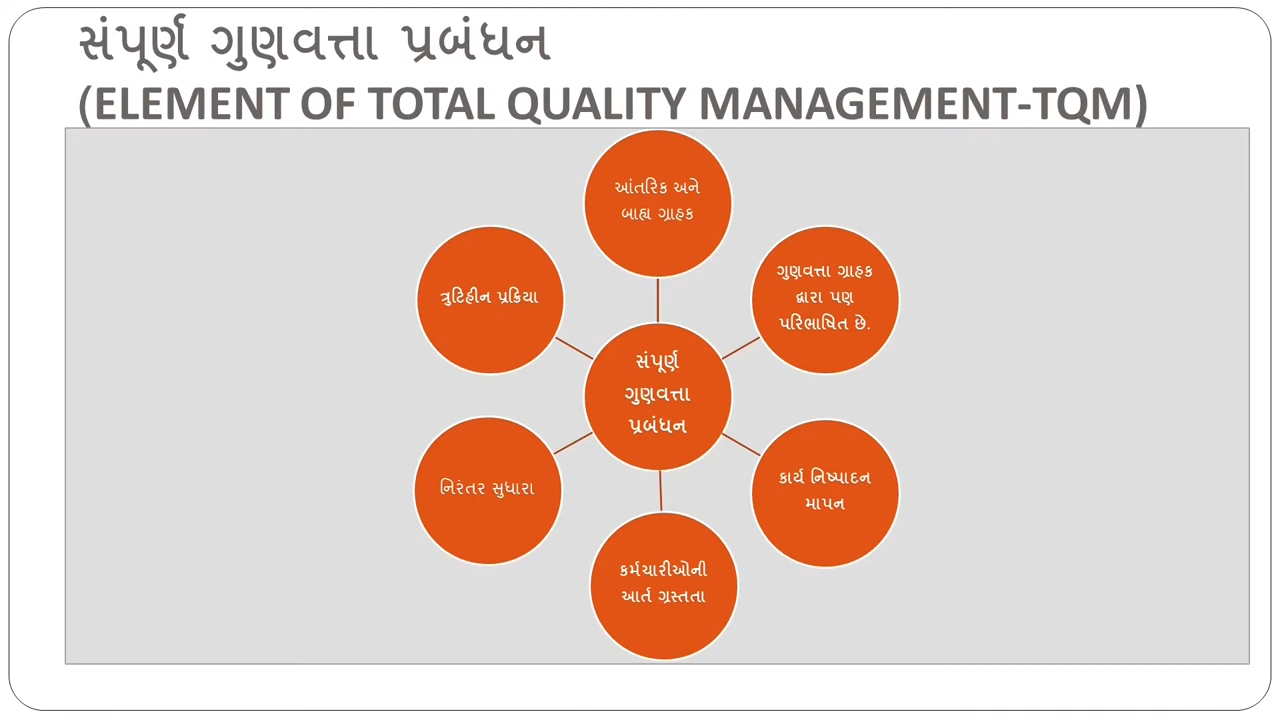 સંપૂર્ણ ગુણવત્તા પ્રબંધન
(ELEMENT OF TOTAL QUALITY MANAGEMENT-TQM)
આંતરિક અને
બાહ્ય ગ્રાહક
ગુણવત્તા ગ્રાહક
દ્વારા પણ
પરિભાષિત છે.
કાર્ય નિષ્પાદન
માપન
કર્મચારીઓની
આર્ત ગ્રસ્તતા
નિરંતર સુધારા
ત્રુટિહીન પ્રક્રિયા
સંપૂર્ણ
ગુણવત્તા
પ્રબંધન